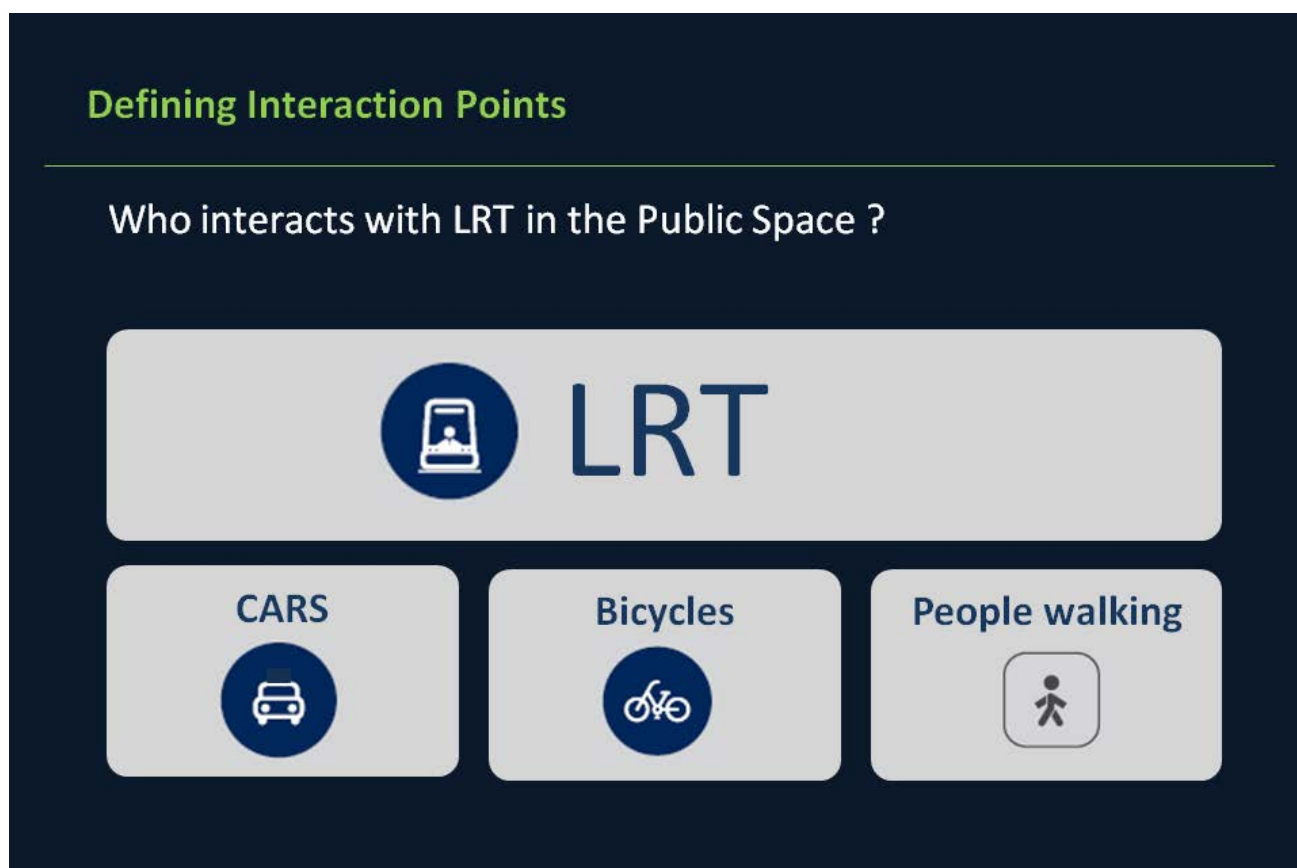 Defining Interaction Points
Who interacts with LRT in the Public Space ?
LRT
CARS
Bicycles
People walking